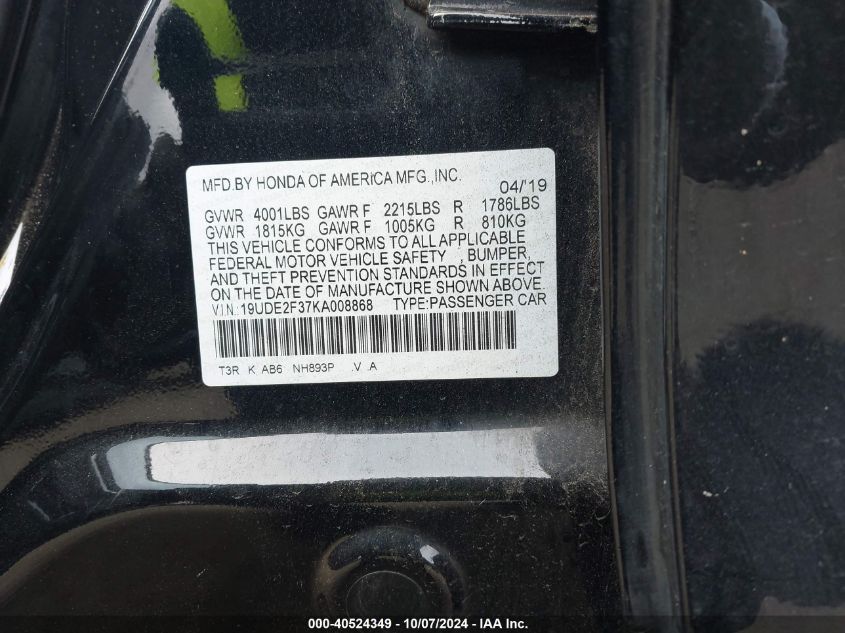 MFD.BY HONDA OF AMERICA MFG.,INC. 04/'19
GVWR 4001LBS GAWR F 2215LBS R 1786LBS
GVWR 1815KG GAWR F 1005KG R 810KG
THIS VEHICLE CONFORMS TO ALL APPLICABLE
FEDERAL MOTOR VEHICLE SAFETY , BUMPER,
AND THEFT PREVENTION STANDARDS IN EFFECT
ON THE DATE OF MANUFACTURE SHOWN ABOVE.
V.I.N.:19UDE2F37KA008868 TYPE:PASSENGER CAR
T3R K AB6 NH893P .V .A
000-40524349 - 10/07/2024 - IAA Inc.